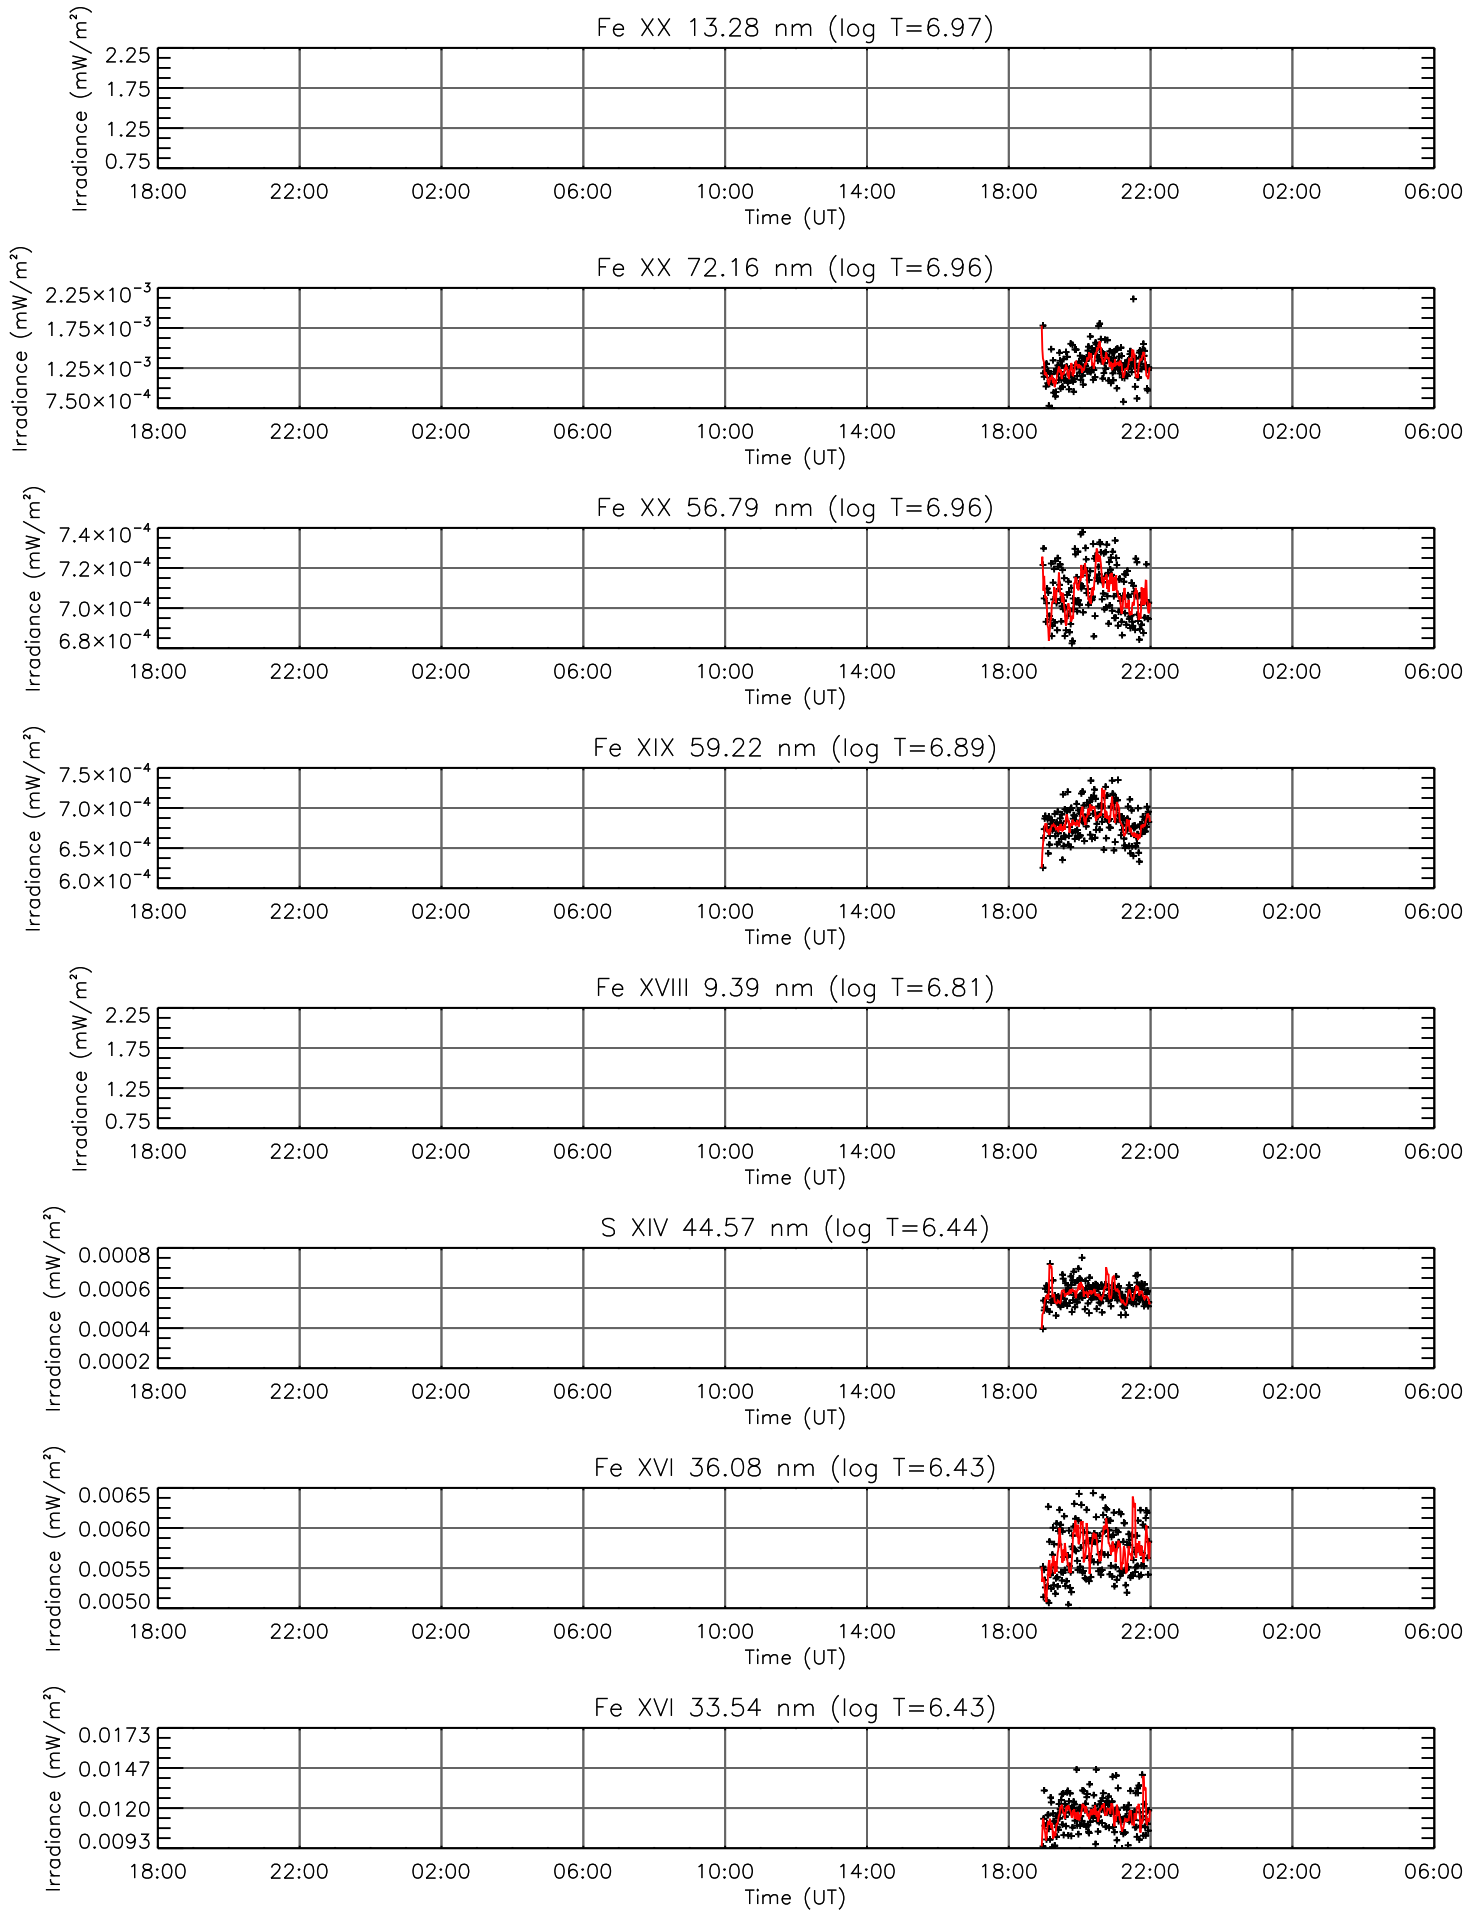 Fe XX 13.28 nm (log T=6.97)
Irradiance (mW/m²)
2.25
1.75
1.25
0.75
18:00 22:00 02:00 06:00 10:00 14:00 18:00 22:00 02:00 06:00
Time (UT)
Fe XX 72.16 nm (log T=6.96)
Irradiance (mW/m²)
2.25×10⁻³
1.75×10⁻³
1.25×10⁻³
7.50×10⁻⁴
18:00 22:00 02:00 06:00 10:00 14:00 18:00 22:00 02:00 06:00
Time (UT)
Fe XX 56.79 nm (log T=6.96)
Irradiance (mW/m²)
7.4×10⁻⁴
7.2×10⁻⁴
7.0×10⁻⁴
6.8×10⁻⁴
18:00 22:00 02:00 06:00 10:00 14:00 18:00 22:00 02:00 06:00
Time (UT)
Fe XIX 59.22 nm (log T=6.89)
Irradiance (mW/m²)
7.5×10⁻⁴
7.0×10⁻⁴
6.5×10⁻⁴
6.0×10⁻⁴
18:00 22:00 02:00 06:00 10:00 14:00 18:00 22:00 02:00 06:00
Time (UT)
Fe XVIII 9.39 nm (log T=6.81)
Irradiance (mW/m²)
2.25
1.75
1.25
0.75
18:00 22:00 02:00 06:00 10:00 14:00 18:00 22:00 02:00 06:00
Time (UT)
S XIV 44.57 nm (log T=6.44)
Irradiance (mW/m²)
0.0008
0.0006
0.0004
0.0002
18:00 22:00 02:00 06:00 10:00 14:00 18:00 22:00 02:00 06:00
Time (UT)
Fe XVI 36.08 nm (log T=6.43)
Irradiance (mW/m²)
0.0065
0.0060
0.0055
0.0050
18:00 22:00 02:00 06:00 10:00 14:00 18:00 22:00 02:00 06:00
Time (UT)
Fe XVI 33.54 nm (log T=6.43)
Irradiance (mW/m²)
0.0173
0.0147
0.0120
0.0093
18:00 22:00 02:00 06:00 10:00 14:00 18:00 22:00 02:00 06:00
Time (UT)